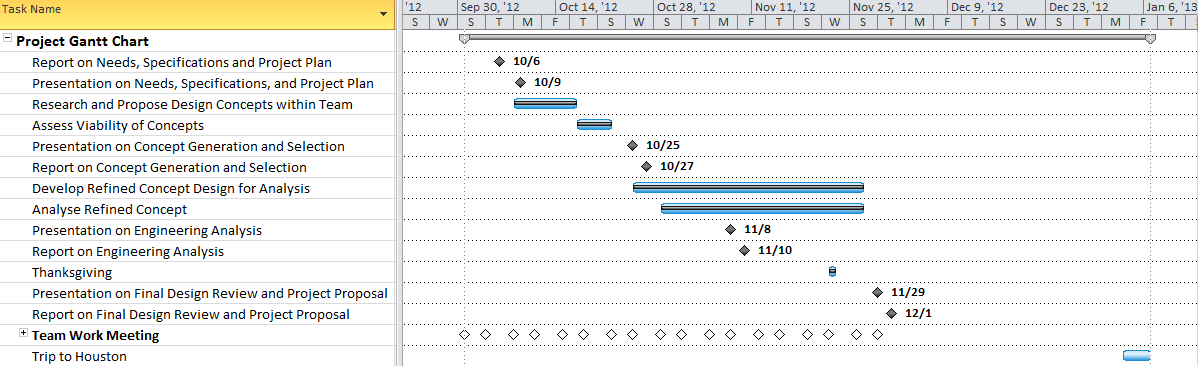 Task Name
'12 Sep 30, '12 Oct 14, '12 Oct 28, '12 Nov 11, '12 Nov 25, '12 Dec 9, '12 Dec 23, '12 Jan 6, '13
S W S T M F T S W S T M F T S W S T M F T S W S T M F T
Project Gantt Chart
Report on Needs, Specifications and Project Plan 10/6
Presentation on Needs, Specifications, and Project Plan 10/9
Research and Propose Design Concepts within Team
Assess Viability of Concepts
Presentation on Concept Generation and Selection 10/25
Report on Concept Generation and Selection 10/27
Develop Refined Concept Design for Analysis
Analyse Refined Concept
Presentation on Engineering Analysis 11/8
Report on Engineering Analysis 11/10
Thanksgiving
Presentation on Final Design Review and Project Proposal 11/29
Report on Final Design Review and Project Proposal 12/1
Team Work Meeting
Trip to Houston